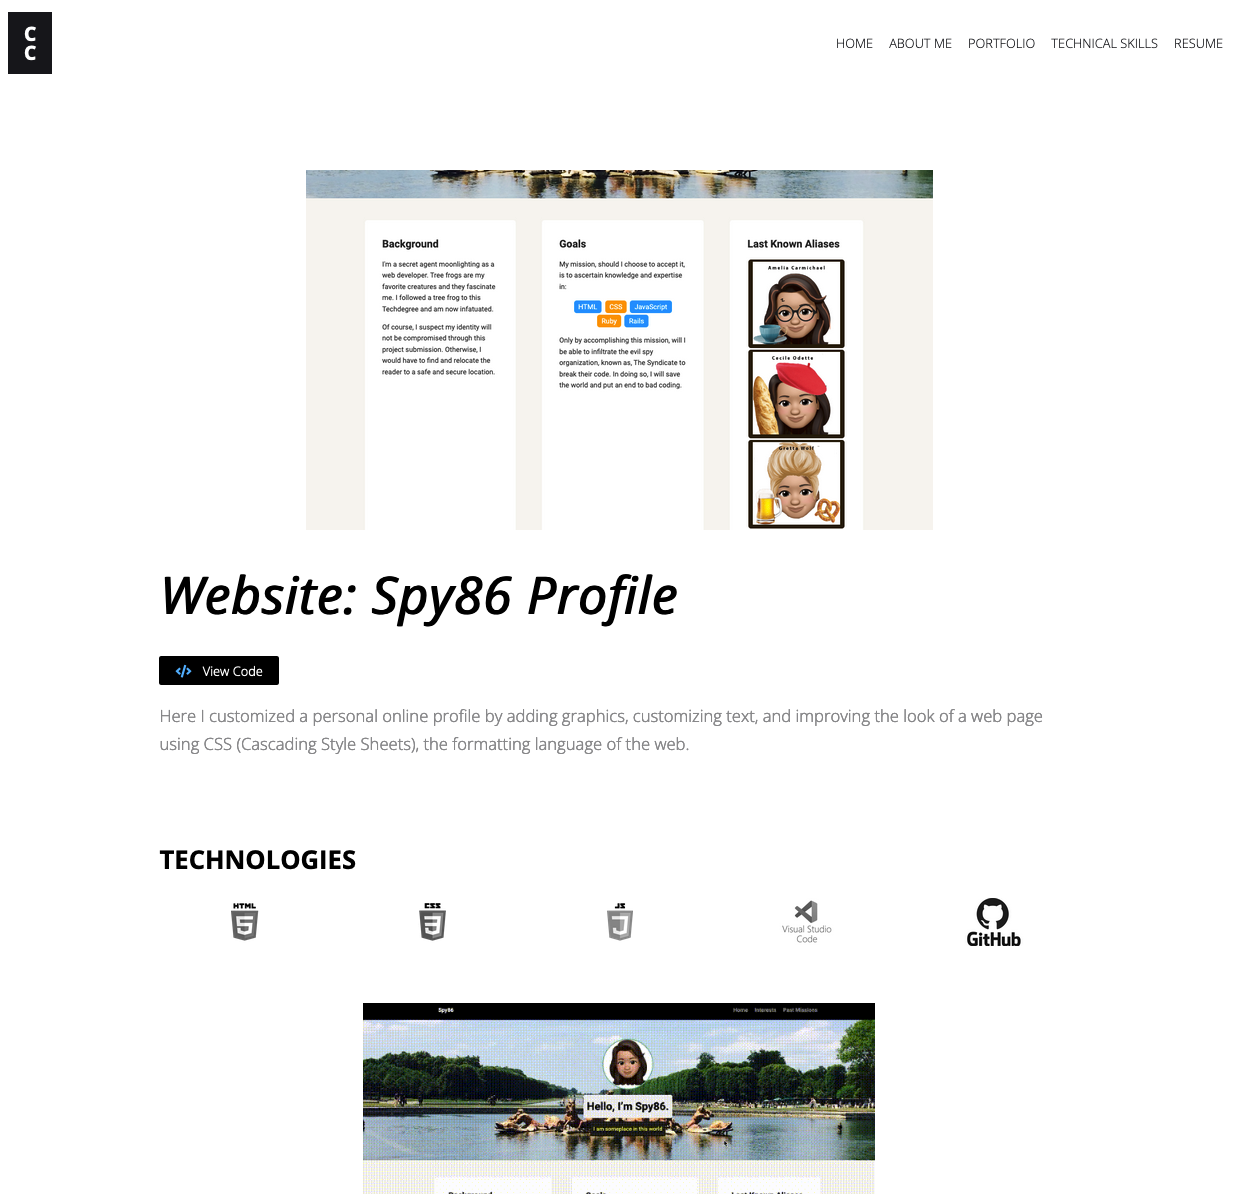 C
C
HOME ABOUT ME PORTFOLIO TECHNICAL SKILLS RESUME
Background
I'm a secret agent moonlighting as a
web developer. Tree frogs are my
favorite creatures and they fascinate
me. I followed a tree frog to this
Techdegree and am now infatuated.
Of course, I suspect my identity will
not be compromised through this
project submission. Otherwise, I
would have to find and relocate the
reader to a safe and secure location.
Goals
My mission, should I choose to accept it,
is to ascertain knowledge and expertise
in:
HTML CSS JavaScript
Ruby Rails
Only by accomplishing this mission, will I
be able to infiltrate the evil spy
organization, known as, The Syndicate to
break their code. In doing so, I will save
the world and put an end to bad coding.
Last Known Aliases
Amelia Carmichael
Cecile Odette
Gretta Wolf
Website: Spy86 Profile
</> View Code
Here I customized a personal online profile by adding graphics, customizing text, and improving the look of a web page
using CSS (Cascading Style Sheets), the formatting language of the web.
TECHNOLOGIES
HTML
5
CSS
3
JS
J
Visual Studio
Code
GitHub
Spy86
Home Interests Past Missions
Hello, I'm Spy86.
I am someplace in this world
Background Goals Last Known Aliases